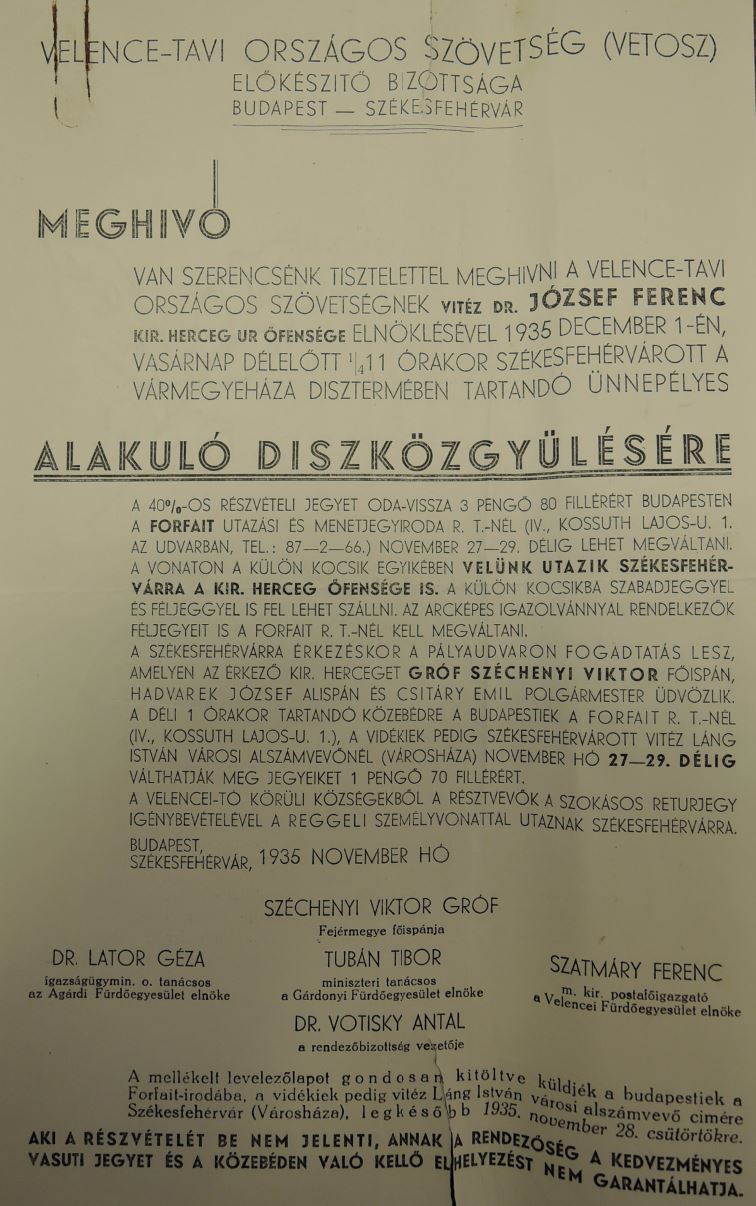 VELENCE-TAVI ORSZÁGOS SZÖVETSÉG (VETOSZ)
ELŐKÉSZITŐ BIZOTTSÁGA
BUDAPEST — SZÉKESFEHÉRVÁR
MEGHIVÓ
VAN SZERENCSÉNK TISZTELETTEL MEGHIVNI A VELENCE-TAVI
ORSZÁGOS SZÖVETSÉGNEK VITÉZ DR. JÓZSEF FERENC
KIR. HERCEG UR ŐFENSÉGE ELNÖKLÉSÉVEL 1935 DECEMBER 1-ÉN,
VASÁRNAP DÉLELŐTT 1/4 11 ÓRAKOR SZÉKESFEHÉRVÁROTT A
VÁRMEGYEHÁZA DISZTERMÉBEN TARTANDÓ ÜNNEPÉLYES
ALAKULÓ DISZKÖZGYÜLÉSÉRE
A 40%-OS RÉSZVÉTELI JEGYET ODA-VISSZA 3 PENGŐ 80 FILLÉRÉRT BUDAPESTEN
A FORFAIT UTAZÁSI ÉS MENETJEGYIRODA R. T.-NÉL (IV., KOSSUTH LAJOS-U. 1.
AZ UDVARBAN, TEL.: 87—2—66.) NOVEMBER 27—29. DÉLIG LEHET MEGVÁLTANI.
A VONATON A KÜLÖN KOCSIK EGYIKÉBEN VELÜNK UTAZIK SZÉKESFEHÉR-
VÁRRA A KIR. HERCEG ŐFENSÉGE IS. A KÜLÖN KOCSIKBA SZABADJEGGYEL
ÉS FÉLJEGGYEL IS FEL LEHET SZÁLLNI. AZ ARCKÉPES IGAZOLVÁNNYAL RENDELKEZŐK
FÉLJEGYEIT IS A FORFAIT R. T.-NÉL KELL MEGVÁLTANI.
A SZÉKESFEHÉRVÁRRA ÉRKEZÉSKOR A PÁLYAUDVARON FOGADTATÁS LESZ,
AMELYEN AZ ÉRKEZŐ KIR. HERCEGET GRÓF SZÉCHENYI VIKTOR FŐISPÁN,
HADVAREK JÓZSEF ALISPÁN ÉS CSITÁRY EMIL POLGÁRMESTER ÜDVÖZLIK.
A DÉLI 1 ÓRAKOR TARTANDÓ KÖZEBÉDRE A BUDAPESTIEK A FORFAIT R. T.-NÉL
(IV., KOSSUTH LAJOS-U. 1.), A VIDÉKIEK PEDIG SZÉKESFEHÉRVÁROTT VITÉZ LÁNG
ISTVÁN VÁROSI ALSZÁMVEVŐNÉL (VÁROSHÁZA) NOVEMBER HÓ 27—29. DÉLIG
VÁLTHATJÁK MEG JEGYEIKET 1 PENGŐ 70 FILLÉRÉRT.
A VELENCEI-TÓ KÖRÜLI KÖZSÉGEKBŐL A RÉSZTVEVŐK A SZOKÁSOS RETURJEGY
IGÉNYBEVÉTELÉVEL A REGGELI SZEMÉLYVONATTAL UTAZNAK SZÉKESFEHÉRVÁRRA.
BUDAPEST,
SZÉKESFEHÉRVÁR, 1935 NOVEMBER HÓ
SZÉCHENYI VIKTOR GRÓF
Fejérmegye főispánja
DR. LATOR GÉZA
igazságügymin. o. tanácsos
az Agárdi Fürdőegyesület elnöke
TUBÁN TIBOR
miniszteri tanácsos
a Gárdonyi Fürdőegyesület elnöke
SZATMÁRY FERENC
m. kir. postafőigazgató
a Velencei Fürdőegyesület elnöke
DR. VOTISKY ANTAL
a rendezőbizottság vezetője
A mellékelt levelezőlapot gondosan kitöltve küldjék a budapestiek a
Forfait-irodába, a vidékiek pedig vitéz Láng István városi alszámvevő cimére
Székesfehérvár (Városháza), legkésőbb 1935. november 28. csütörtökre.
AKI A RÉSZVÉTELÉT BE NEM JELENTI, ANNAK A RENDEZŐSÉG A KEDVEZMÉNYES
VASUTI JEGYET ÉS A KÖZEBÉDEN VALÓ KELLŐ ELHELYEZÉST NEM GARANTÁLHATJA.